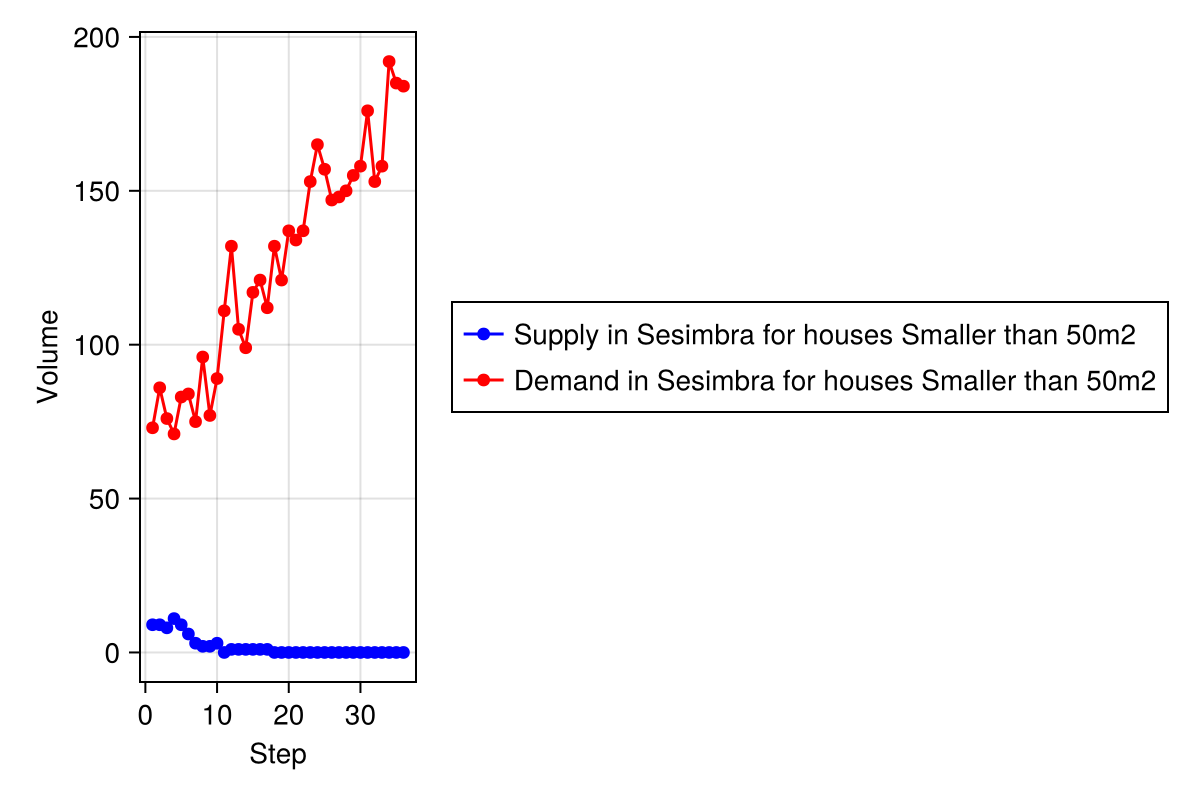 200
150
100
50
0
Volume
0 10 20 30
Step
Supply in Sesimbra for houses Smaller than 50m2
Demand in Sesimbra for houses Smaller than 50m2